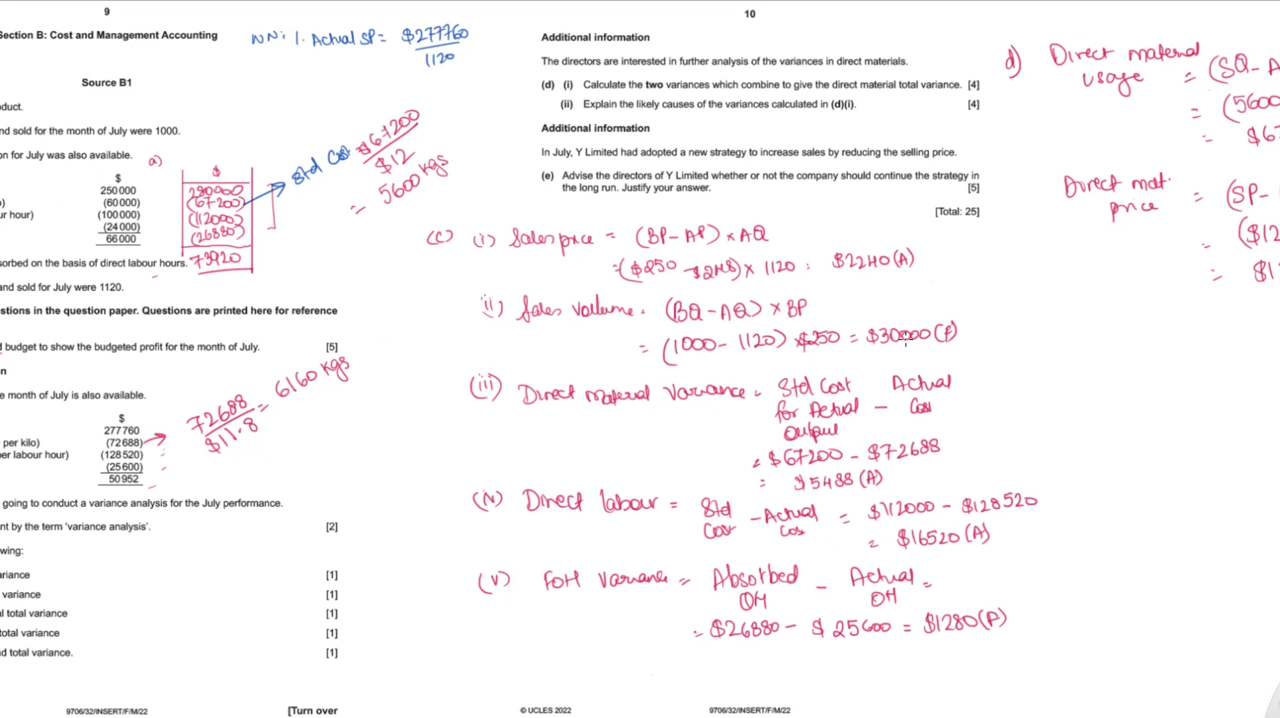 9
Section B: Cost and Management Accounting
WN: 1. Actual SP = $277760
1120
Source B1
oduct.
nd sold for the month of July were 1000.
on for July was also available.
a)
$
$
250 000
280000
(60 000)
(67200)
ur hour) (100 000)
(112000)
(24 000)
(26880)
66 000
73920
Std Cost $67200
$12
= 5600 kgs
sorbed on the basis of direct labour hours.
nd sold for July were 1120.
stions in the question paper. Questions are printed here for reference
d budget to show the budgeted profit for the month of July. [5]
on
e month of July is also available.
$
277 760
per kilo) (72 688)
per labour hour) (128 520)
(25 600)
50 952
72688
$11.8
= 6160 kgs
going to conduct a variance analysis for the July performance.
nt by the term 'variance analysis'. [2]
wing:
ariance [1]
variance [1]
al total variance [1]
total variance [1]
d total variance. [1]
9706/32/INSERT/F/M/22
[Turn over
10
Additional information
The directors are interested in further analysis of the variances in direct materials.
(d) (i) Calculate the two variances which combine to give the direct material total variance. [4]
(ii) Explain the likely causes of the variances calculated in (d)(i). [4]
Additional information
In July, Y Limited had adopted a new strategy to increase sales by reducing the selling price.
(e) Advise the directors of Y Limited whether or not the company should continue the strategy in
the long run. Justify your answer. [5]
[Total: 25]
(c) (i) Sales price = (BP - AP) × AQ
= ($250 - $248) × 1120 = $2240 (A)
(ii) Sales volume = (BQ - AQ) × BP
= (1000 - 1120) × $250 = $30000 (F)
(iii) Direct Material Variance = Std Cost for Actual Output - Actual Cos
= $67200 - $72688
= $5488 (A)
(iv) Direct labour = Std Cost - Actual Cos = $112000 - $128520
= $16520 (A)
(v) FOH Variance = Absorbed OH - Actual OH =
= $26880 - $25600 = $1280 (F)
© UCLES 2022
9706/32/INSERT/F/M/22
d) Direct material usage = (SQ - A
= (5600
= $6
Direct mat. price = (SP -
= ($12
= $1